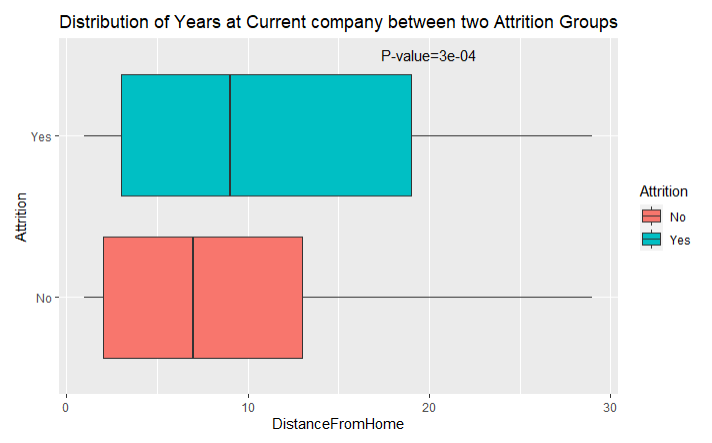 Distribution of Years at Current company between two Attrition Groups
P-value=3e-04
Yes
No
Attrition
0
10
20
30
DistanceFromHome
Attrition
No
Yes